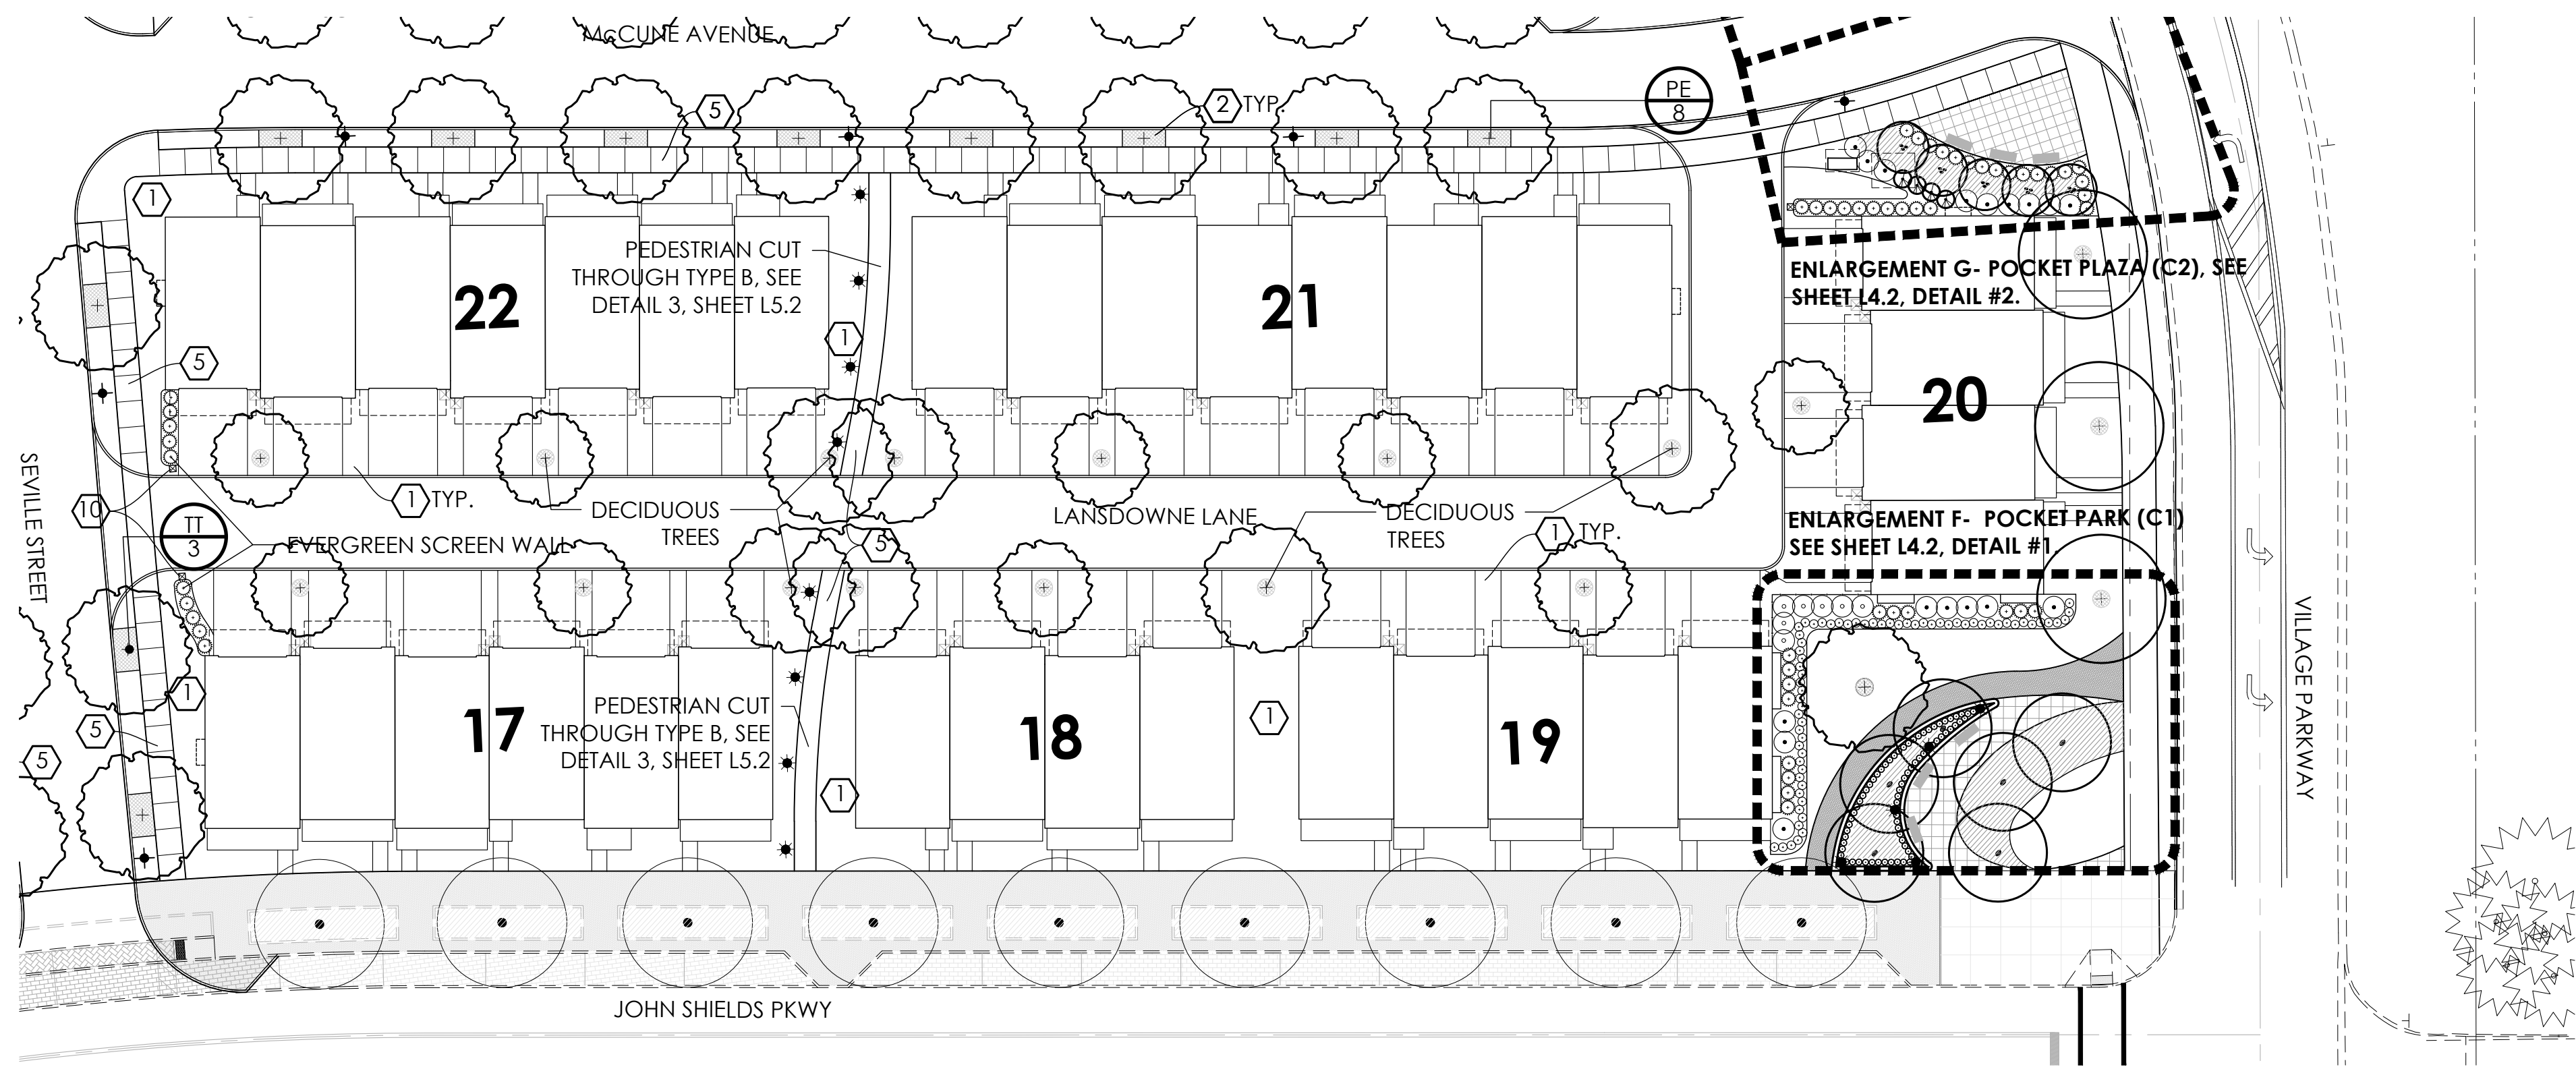 McCUNE AVENUE
PE
8
5
2 TYP.
1
PEDESTRIAN CUT
THROUGH TYPE B, SEE
DETAIL 3, SHEET L5.2
22
21
ENLARGEMENT G- POCKET PLAZA (C2), SEE
SHEET L4.2, DETAIL #2.
1
5
20
SEVILLE STREET
10
1 TYP.
DECIDUOUS
TREES
LANSDOWNE LANE
DECIDUOUS
TREES
1 TYP.
ENLARGEMENT F- POCKET PARK (C1)
SEE SHEET L4.2, DETAIL #1.
TT
3
EVERGREEN SCREEN WALL
5
VILLAGE PARKWAY
1
5
5
17
PEDESTRIAN CUT
THROUGH TYPE B, SEE
DETAIL 3, SHEET L5.2
18
1
19
1
JOHN SHIELDS PKWY